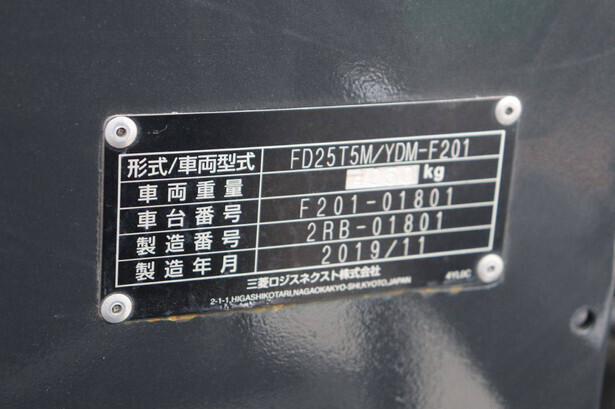 形式/車両型式 FD25T5M/YDM-F201
車両重量 kg
車台番号 F201-01801
製造番号 2RB-01801
製造年月 2019/11
三菱ロジスネクスト株式会社 4YL0C
2-1-1,HIGASHIKOTARI,NAGAOKAKYO-SHI,KYOTO,JAPAN